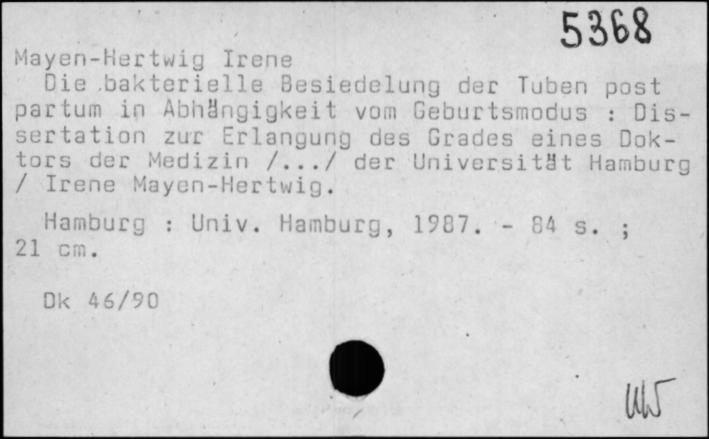 5368
Mayen-Hertwig Irene
Die bakterielle Besiedelung der Tuben post
partum in Abhängigkeit vom Geburtsmodus : Dis-
sertation zur Erlangung des Grades eines Dok-
tors der Medizin /.../ der Universität Hamburg
/ Irene Mayen-Hertwig.
Hamburg : Univ. Hamburg, 1987. - 84 s. ;
21 cm.
Dk 46/90